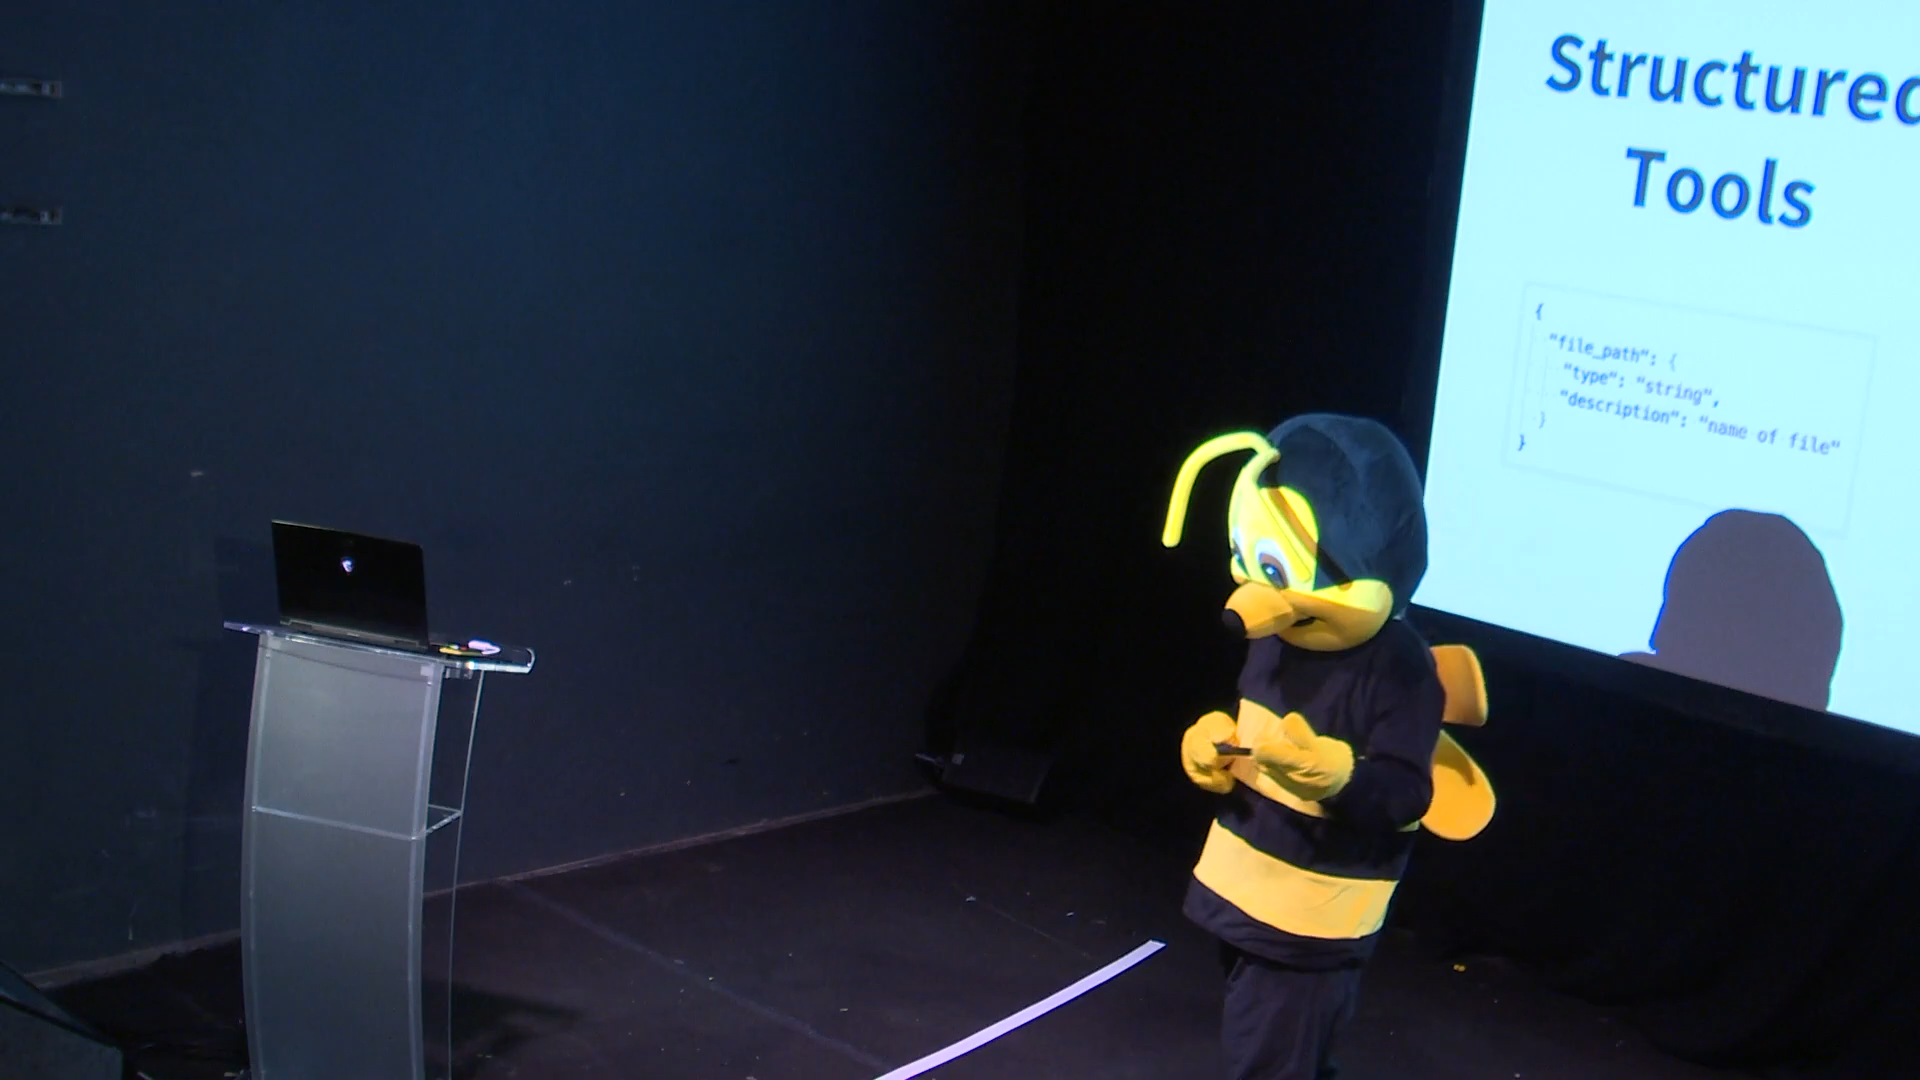 Structured
Tools
{
"file_path": {
"type": "string",
"description": "name of file"
}
}